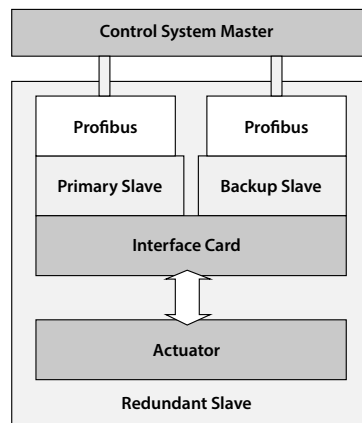 Control System Master
Profibus
Profibus
Primary Slave
Backup Slave
Interface Card
Actuator
Redundant Slave